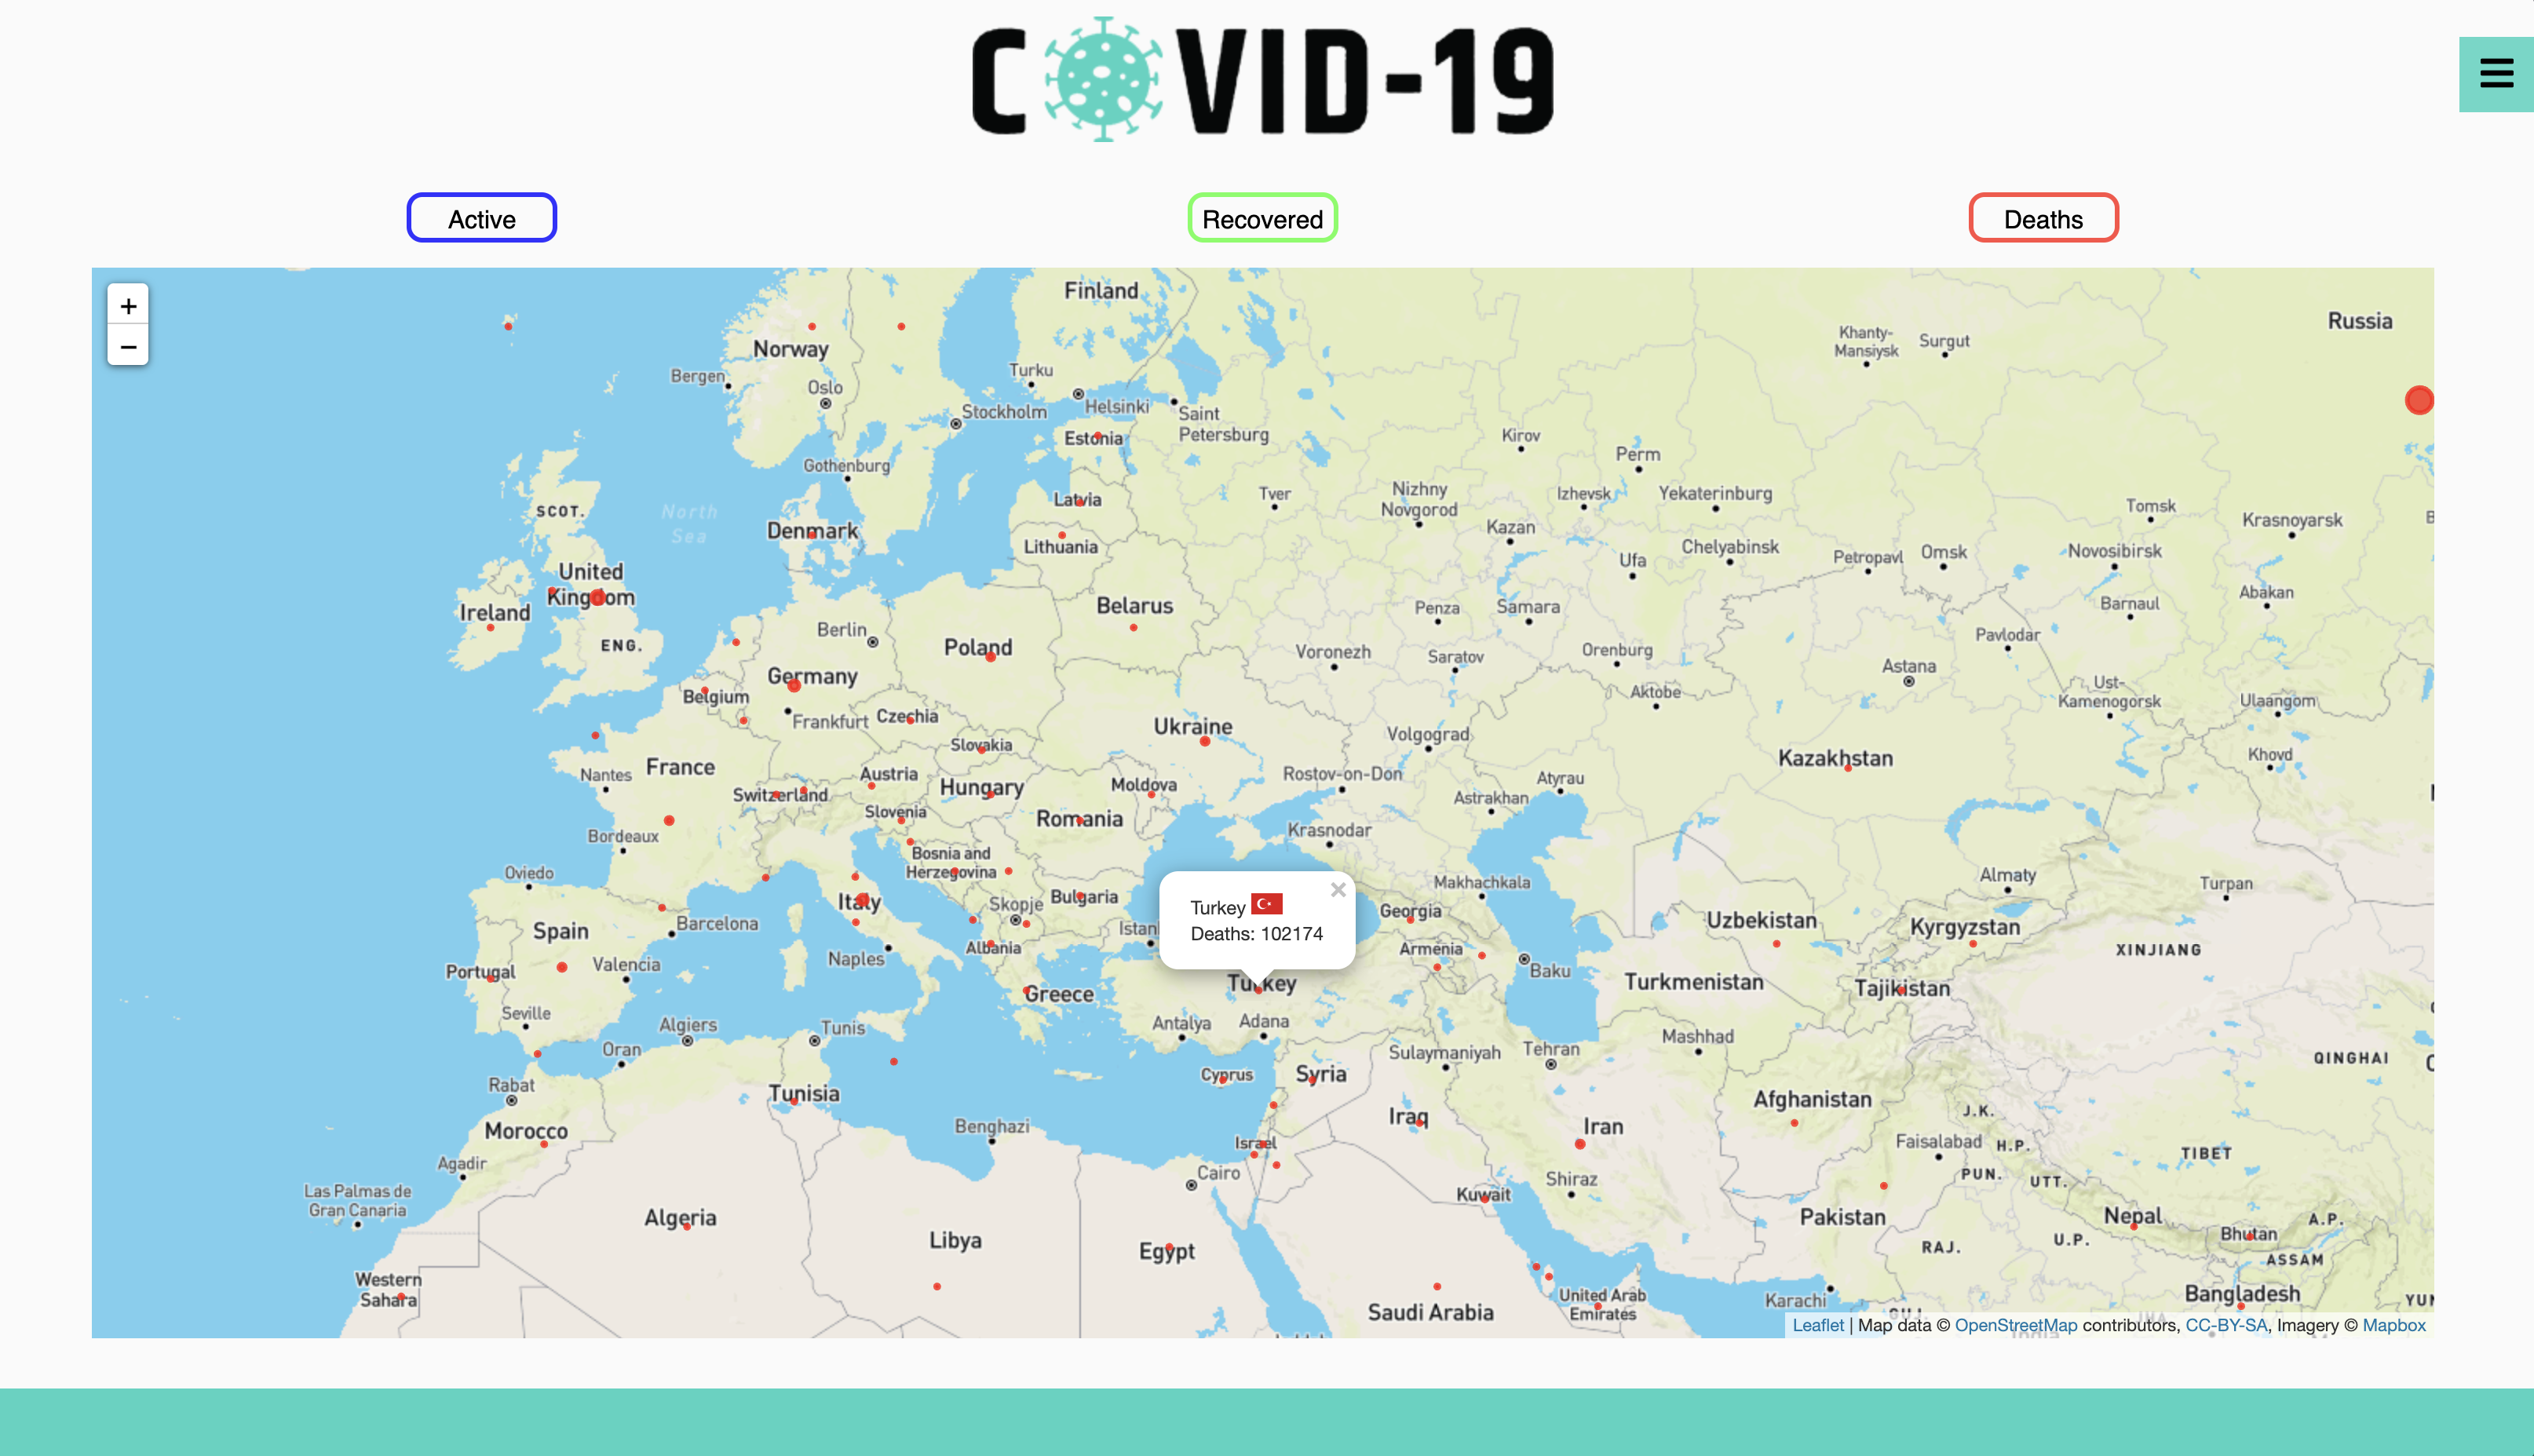 COVID-19
Active
Recovered
Deaths
+
−
Finland
Russia
Khanty-
Mansiysk
Surgut
Norway
Bergen
Turku
Oslo
Helsinki
Stockholm
Saint
Petersburg
Estonia
Kirov
Perm
Gothenburg
Latvia
Tver
Nizhny
Novgorod
Izhevsk
Yekaterinburg
Tomsk
Krasnoyarsk
SCOT.
North
Sea
Denmark
Kazan
Lithuania
Chelyabinsk
Ufa
Petropavl
Omsk
Novosibirsk
United
Kingdom
Ireland
Belarus
Penza
Samara
Barnaul
Abakan
ENG.
Berlin
Poland
Voronezh
Saratov
Orenburg
Pavlodar
Germany
Astana
Belgium
Aktobe
Ust-
Kamenogorsk
Ulaangom
Frankfurt
Czechia
Ukraine
Volgograd
Slovakia
Kazakhstan
Khovd
France
Nantes
Austria
Rostov-on-Don
Atyrau
Switzerland
Hungary
Moldova
Astrakhan
Slovenia
Romania
Bordeaux
Krasnodar
Bosnia and
Herzegovina
Oviedo
Almaty
Turpan
Makhachkala
Italy
Skopje
Bulgaria
×
Turkey
Deaths: 102174
Georgia
Barcelona
Spain
Uzbekistan
Kyrgyzstan
Istan
Albania
Armenia
XINJIANG
Naples
Valencia
Portugal
Baku
Turkmenistan
Tajikistan
Turkey
Greece
Seville
Algiers
Tunis
Antalya
Adana
Mashhad
Oran
Sulaymaniyah
Tehran
QINGHAI
Rabat
Cyprus
Syria
Tunisia
Afghanistan
J.K.
Morocco
Benghazi
Iraq
Iran
Israel
Faisalabad
H.P.
TIBET
Agadir
Cairo
Shiraz
PUN.
UTT.
Las Palmas de
Gran Canaria
Kuwait
Algeria
Pakistan
Nepal
A.P.
Bhutan
Libya
Egypt
RAJ.
U.P.
ASSAM
Western
Sahara
United Arab
Emirates
Karachi
Bangladesh
YUN
Saudi Arabia
GUJ.
India
Leaflet | Map data © OpenStreetMap contributors, CC-BY-SA, Imagery © Mapbox